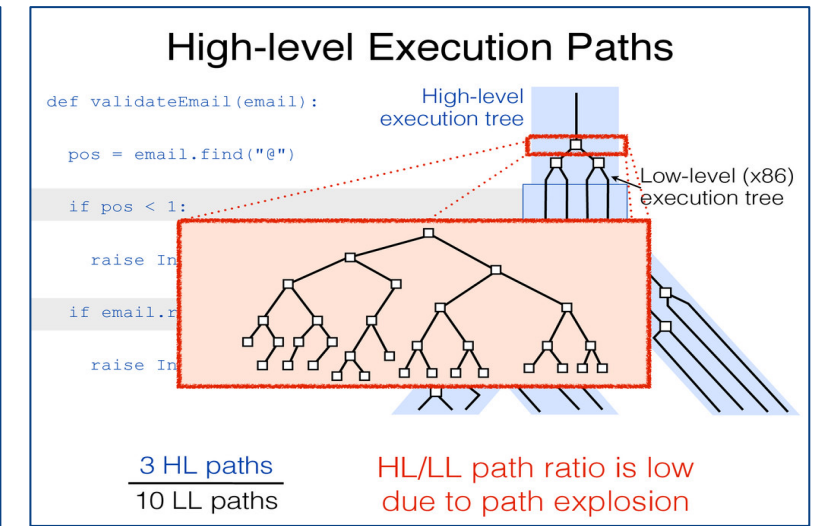 High-level Execution Paths
def validateEmail(email):
High-level
execution tree
pos = email.find("@")
Low-level (x86)
execution tree
if pos < 1:
raise In
if email.r
raise In
3 HL paths
10 LL paths
HL/LL path ratio is low
due to path explosion